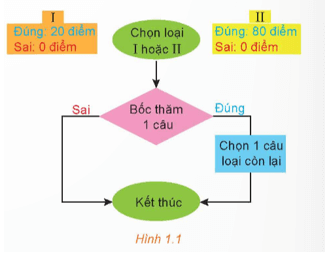 I
Đúng: 20 điểm
Sai: 0 điểm
Chọn loại
I hoặc II
II
Đúng: 80 điểm
Sai: 0 điểm
Sai
Bốc thăm
1 câu
Đúng
Chọn 1 câu
loại còn lại
Kết thúc
Hình 1.1